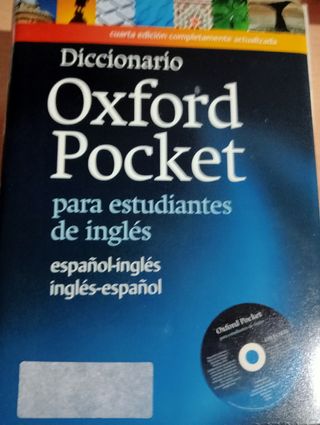 cuarta edición completamente actualizada
Diccionario
Oxford
Pocket
para estudiantes
de inglés
español-inglés
inglés-español
Oxford Pocket